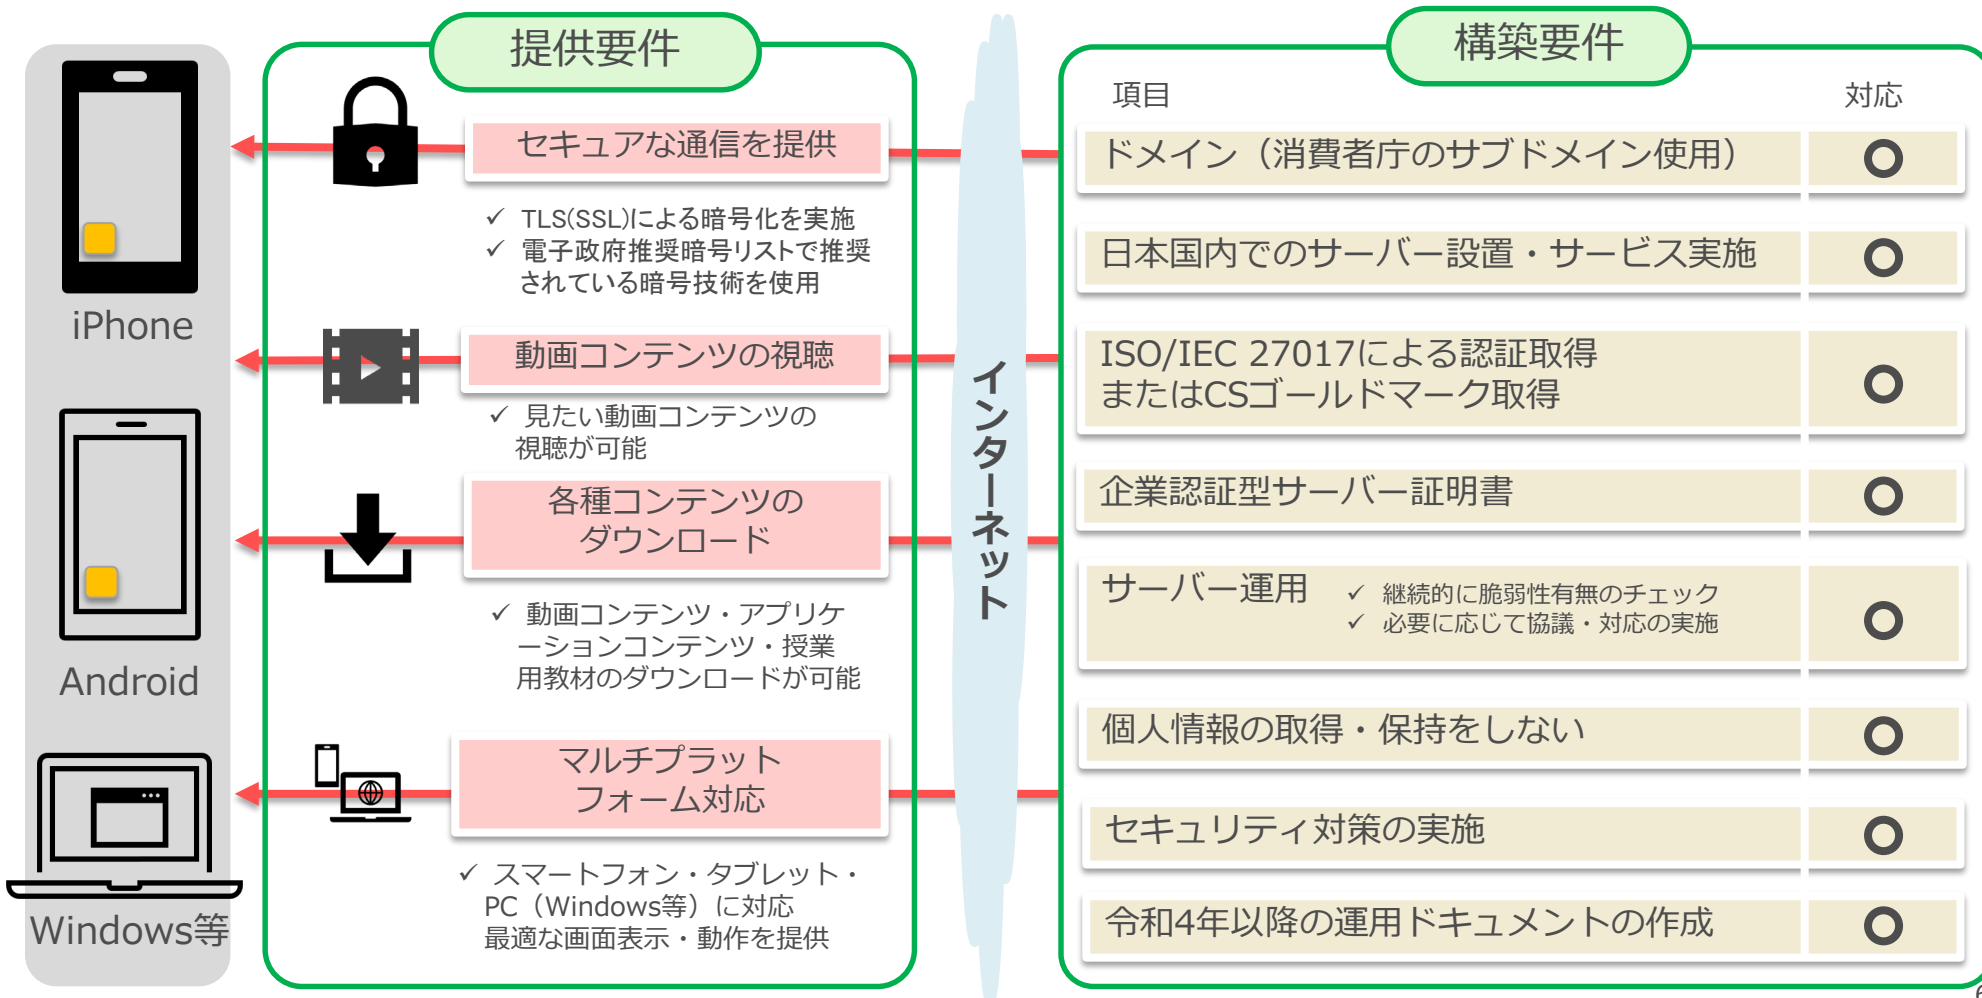 iPhone
Android
Windows等
提供要件
セキュアな通信を提供
✓ TLS(SSL)による暗号化を実施
✓ 電子政府推奨暗号リストで推奨
されている暗号技術を使用
動画コンテンツの視聴
✓ 見たい動画コンテンツの
視聴が可能
各種コンテンツの
ダウンロード
✓ 動画コンテンツ・アプリケ
ーションコンテンツ・授業
用教材のダウンロードが可能
マルチプラット
フォーム対応
✓ スマートフォン・タブレット・
PC（Windows等）に対応
最適な画面表示・動作を提供
インターネット
構築要件
項目 対応
ドメイン（消費者庁のサブドメイン使用） ○
日本国内でのサーバー設置・サービス実施 ○
ISO/IEC 27017による認証取得
またはCSゴールドマーク取得 ○
企業認証型サーバー証明書 ○
サーバー運用 ✓ 継続的に脆弱性有無のチェック
✓ 必要に応じて協議・対応の実施 ○
個人情報の取得・保持をしない ○
セキュリティ対策の実施 ○
令和4年以降の運用ドキュメントの作成 ○